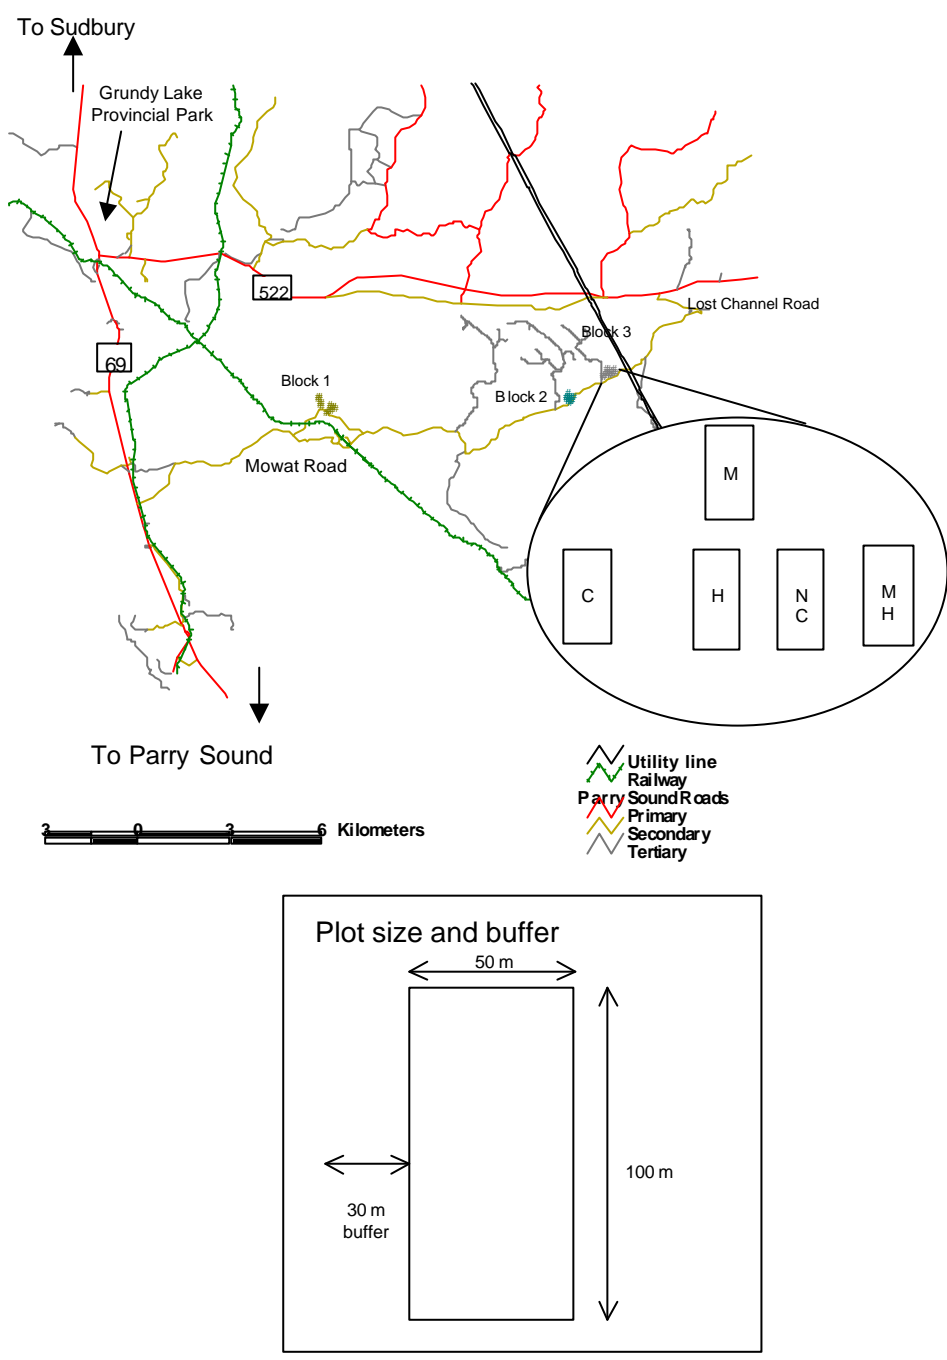 To Sudbury
Grundy Lake
Provincial Park
522
Lost Channel Road
Block 3
69
Block 1
Block 2
Mowat Road
M
C
H
N
C
M
H
To Parry Sound
Utility line
Railway
Parry Sound Roads
Primary
Secondary
Tertiary
3 0 3 6 Kilometers
Plot size and buffer
50 m
100 m
30 m
buffer